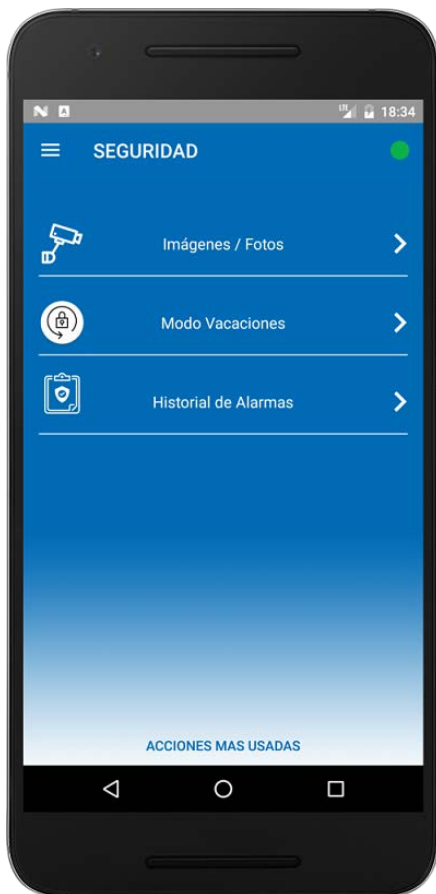 18:34
SEGURIDAD
Imágenes / Fotos
Modo Vacaciones
Historial de Alarmas
ACCIONES MAS USADAS